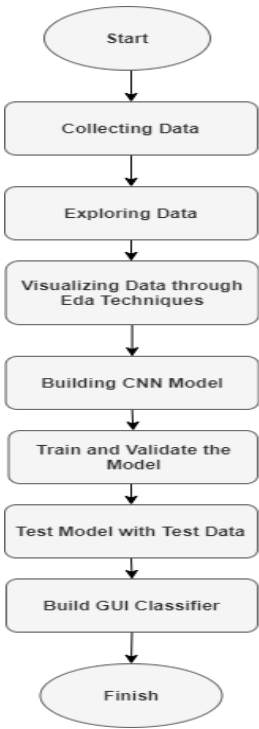 Start
Collecting Data
Exploring Data
Visualizing Data through
Eda Techniques
Building CNN Model
Train and Validate the
Model
Test Model with Test Data
Build GUI Classifier
Finish